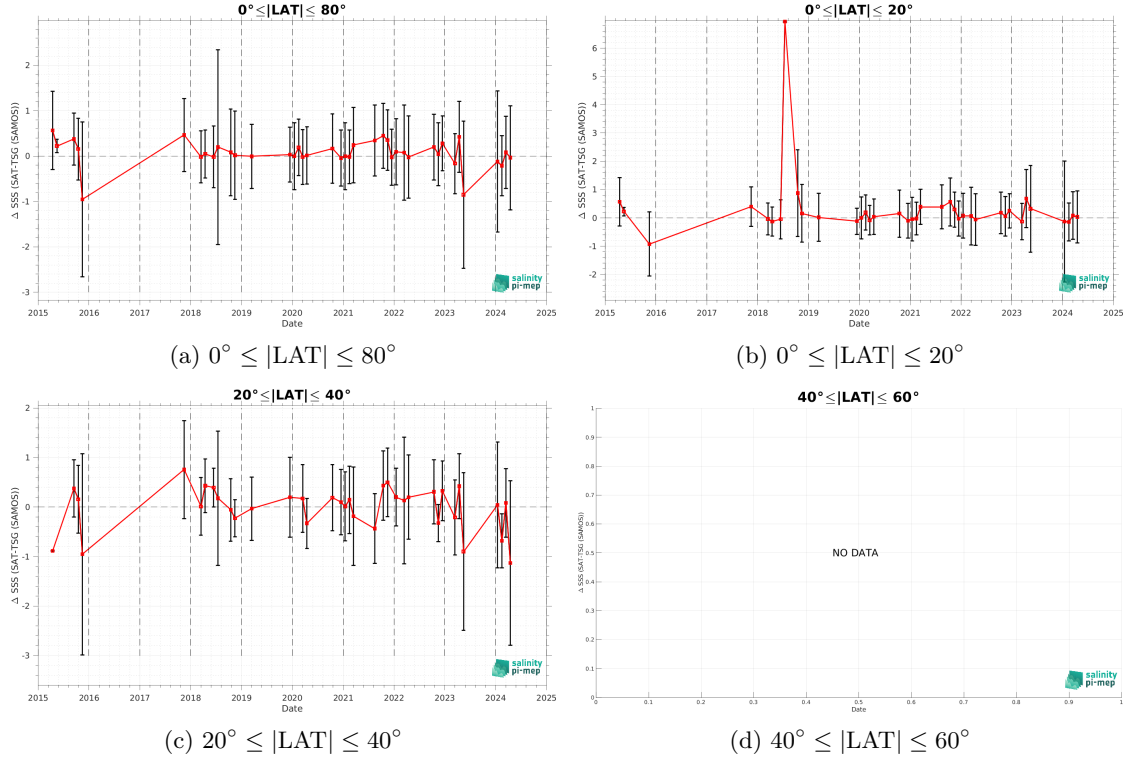 0°≤|LAT|≤ 80°
Δ SSS (SAT-TSG (SAMOS))
2
1
0
-1
-2
-3
2015 2016 2017 2018 2019 2020 2021 2022 2023 2024 2025
Date
salinity
pi-mep
(a) 0° ≤ |LAT| ≤ 80°
0°≤|LAT|≤ 20°
Δ SSS (SAT-TSG (SAMOS))
6
5
4
3
2
1
0
-1
-2
2015 2016 2017 2018 2019 2020 2021 2022 2023 2024 2025
Date
salinity
pi-mep
(b) 0° ≤ |LAT| ≤ 20°
20°≤|LAT|≤ 40°
Δ SSS (SAT-TSG (SAMOS))
2
1
0
-1
-2
-3
2015 2016 2017 2018 2019 2020 2021 2022 2023 2024 2025
Date
salinity
pi-mep
(c) 20° ≤ |LAT| ≤ 40°
40°≤|LAT|≤ 60°
Δ SSS (SAT-TSG (SAMOS))
1
0.9
0.8
0.7
0.6
0.5
0.4
0.3
0.2
0.1
0
NO DATA
0 0.1 0.2 0.3 0.4 0.5 0.6 0.7 0.8 0.9 1
Date
salinity
pi-mep
(d) 40° ≤ |LAT| ≤ 60°